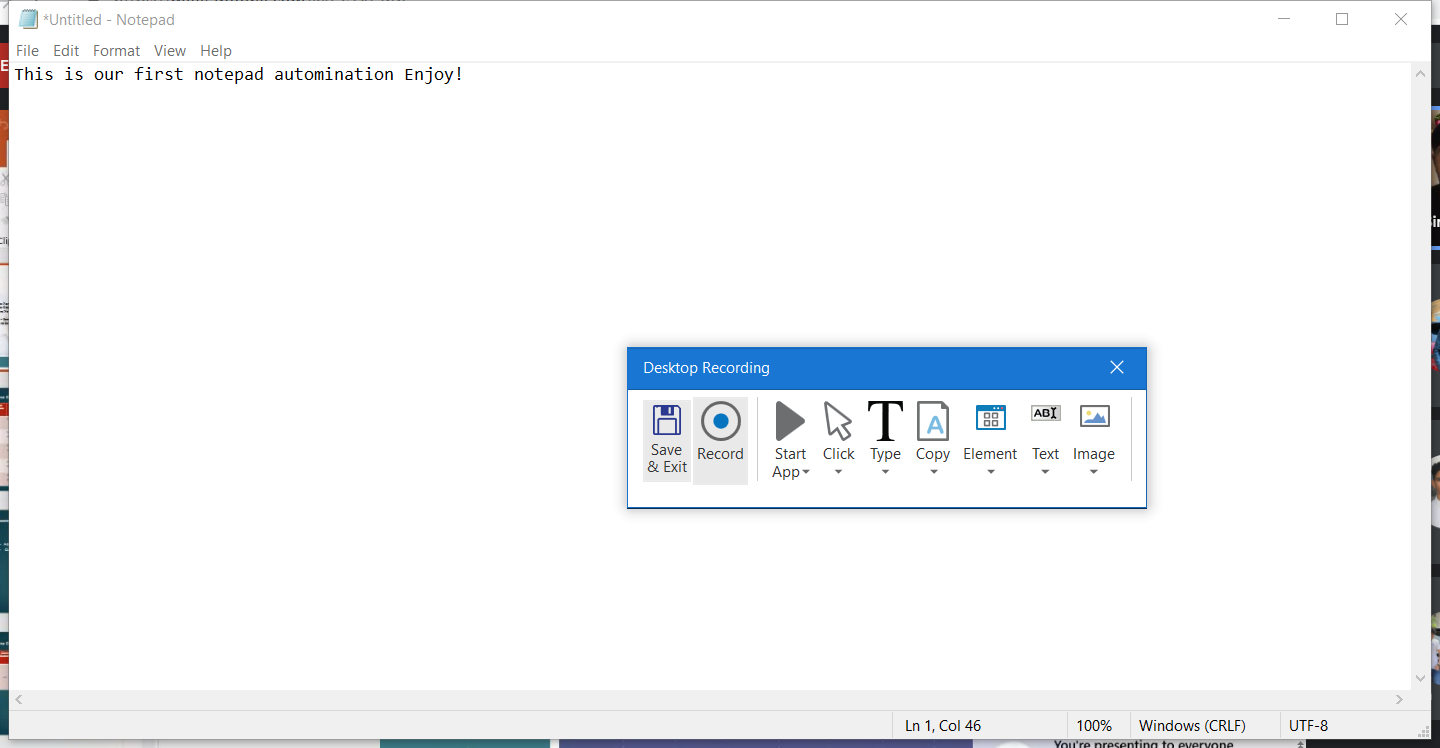 *Untitled - Notepad
File Edit Format View Help
This is our first notepad automination Enjoy!
Desktop Recording
Save & Exit
Record
Start App
Click
Type
Copy
Element
ABI
Text
Image
Ln 1, Col 46
100%
Windows (CRLF)
UTF-8
You're presenting to everyone